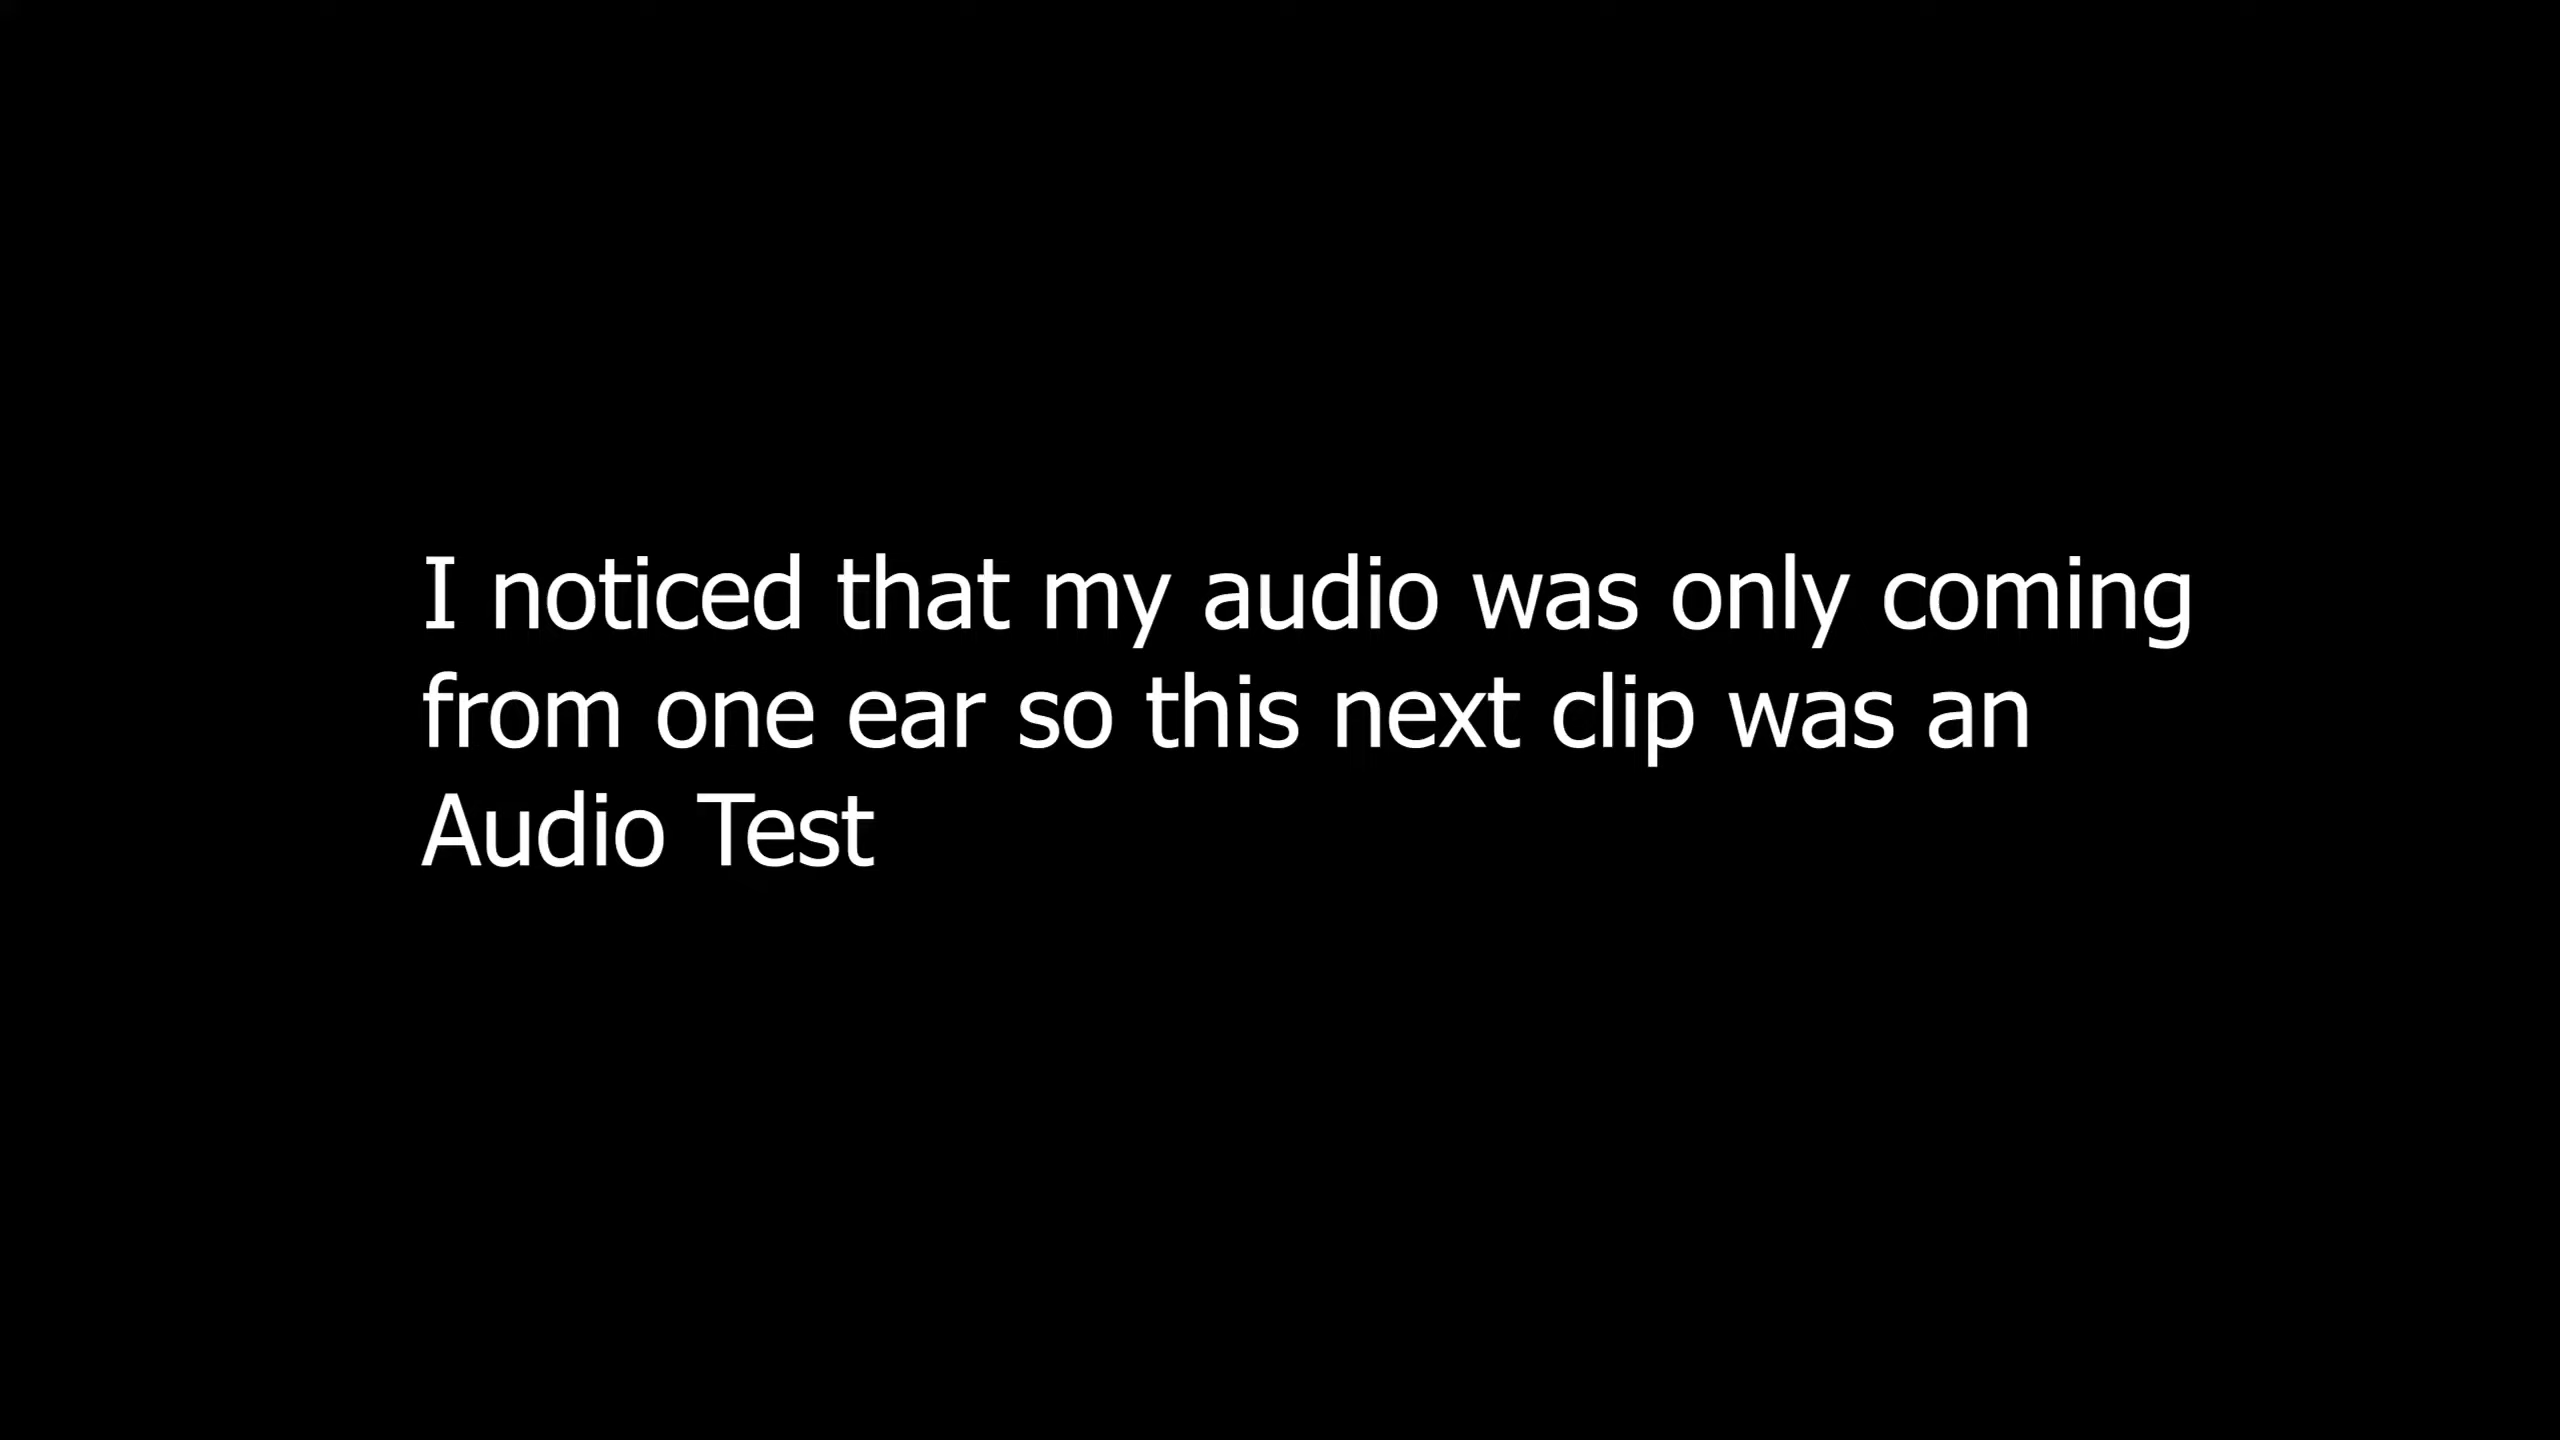 I noticed that my audio was only coming
from one ear so this next clip was an
Audio Test